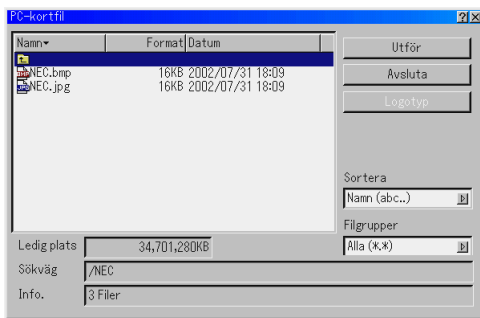 PC-kortfil
Namn Format Datum
NEC.bmp 16KB 2002/07/31 18:09
NEC.jpg 16KB 2002/07/31 18:09
Utför
Avsluta
Logotyp
Sortera
Namn (abc..)
Filgrupper
Alla (*.*)
Ledig plats 34,701,280KB
Sökväg /NEC
Info. 3 Filer